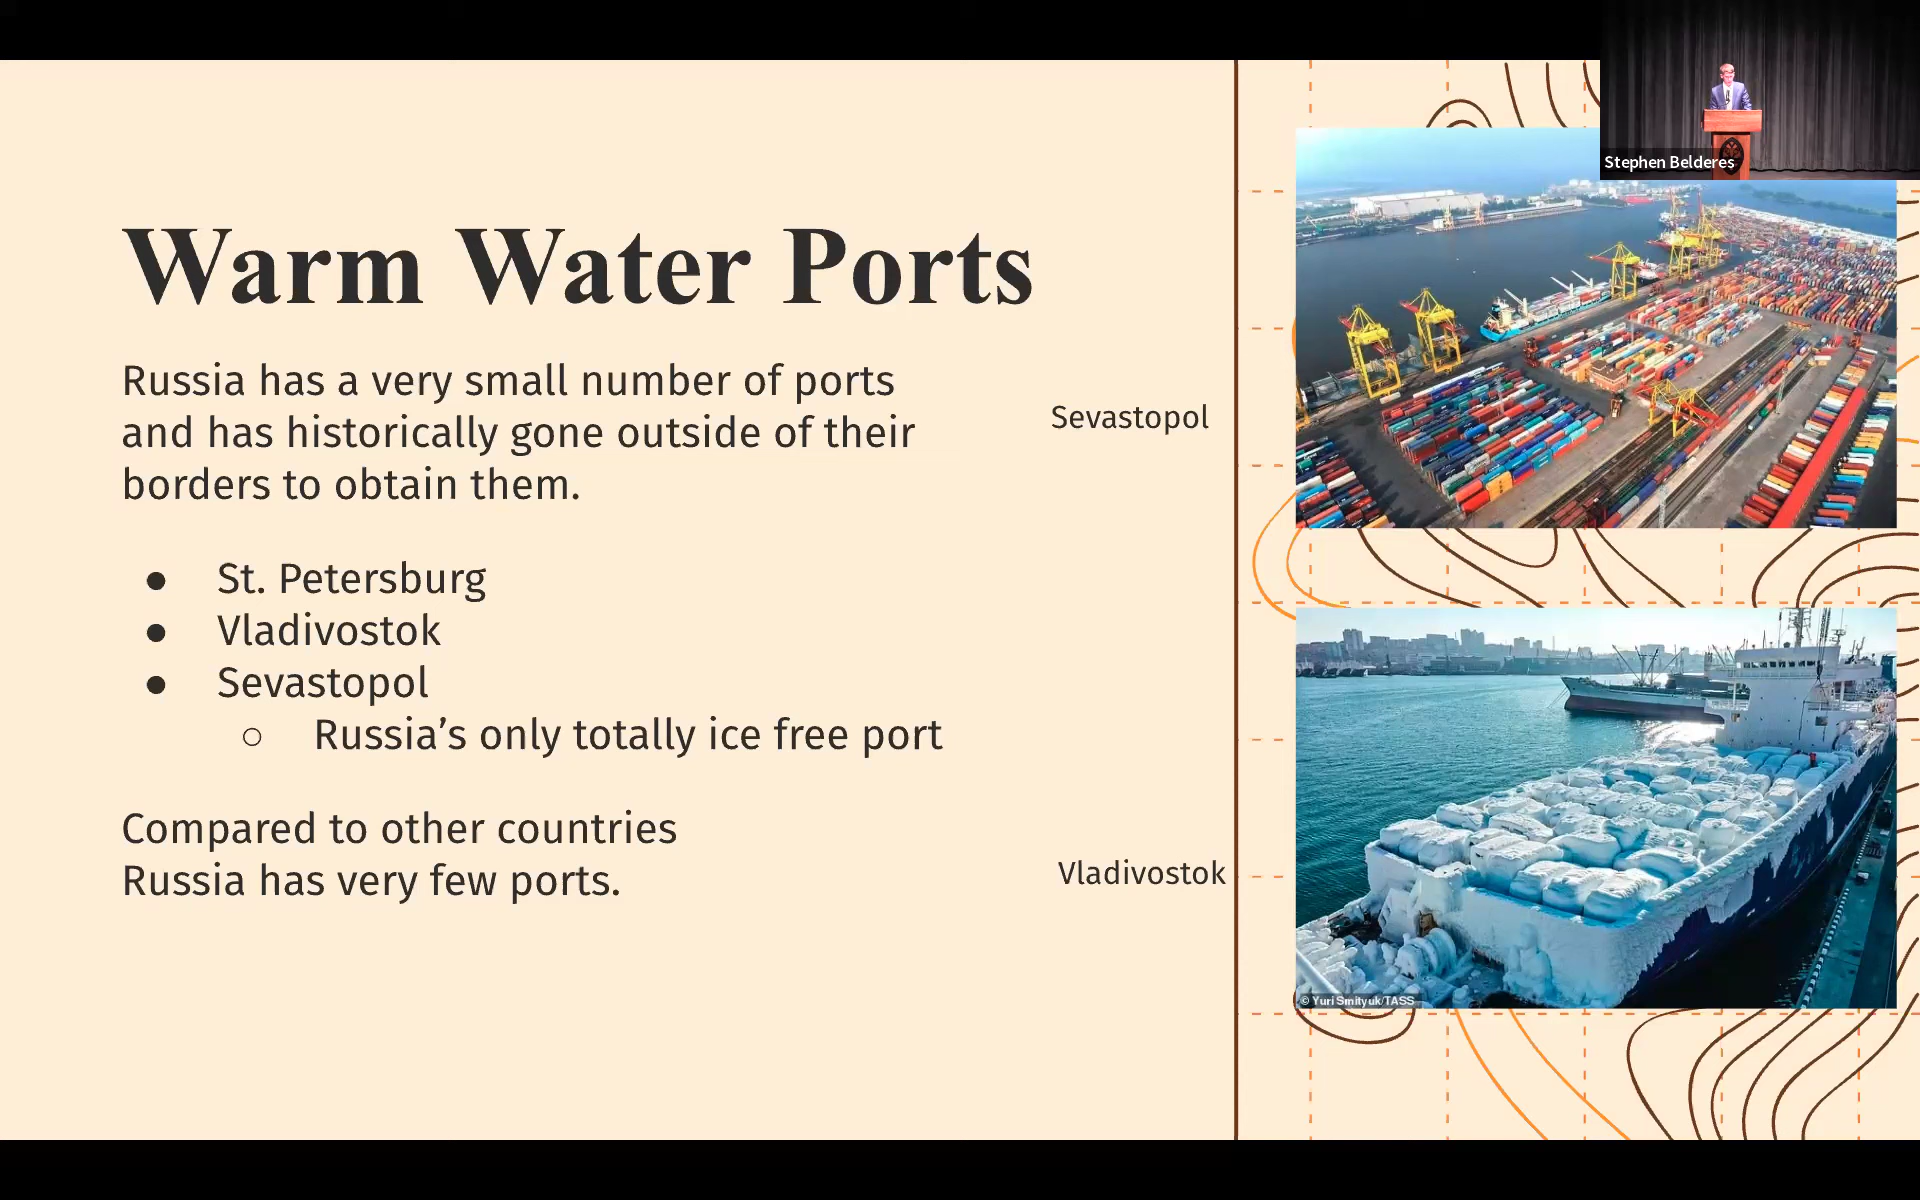 Stephen Belderes
Warm Water Ports
Russia has a very small number of ports
and has historically gone outside of their
borders to obtain them.
● St. Petersburg
● Vladivostok
● Sevastopol
○ Russia’s only totally ice free port
Compared to other countries
Russia has very few ports.
Sevastopol
Vladivostok
© Yuri Smityuk/TASS